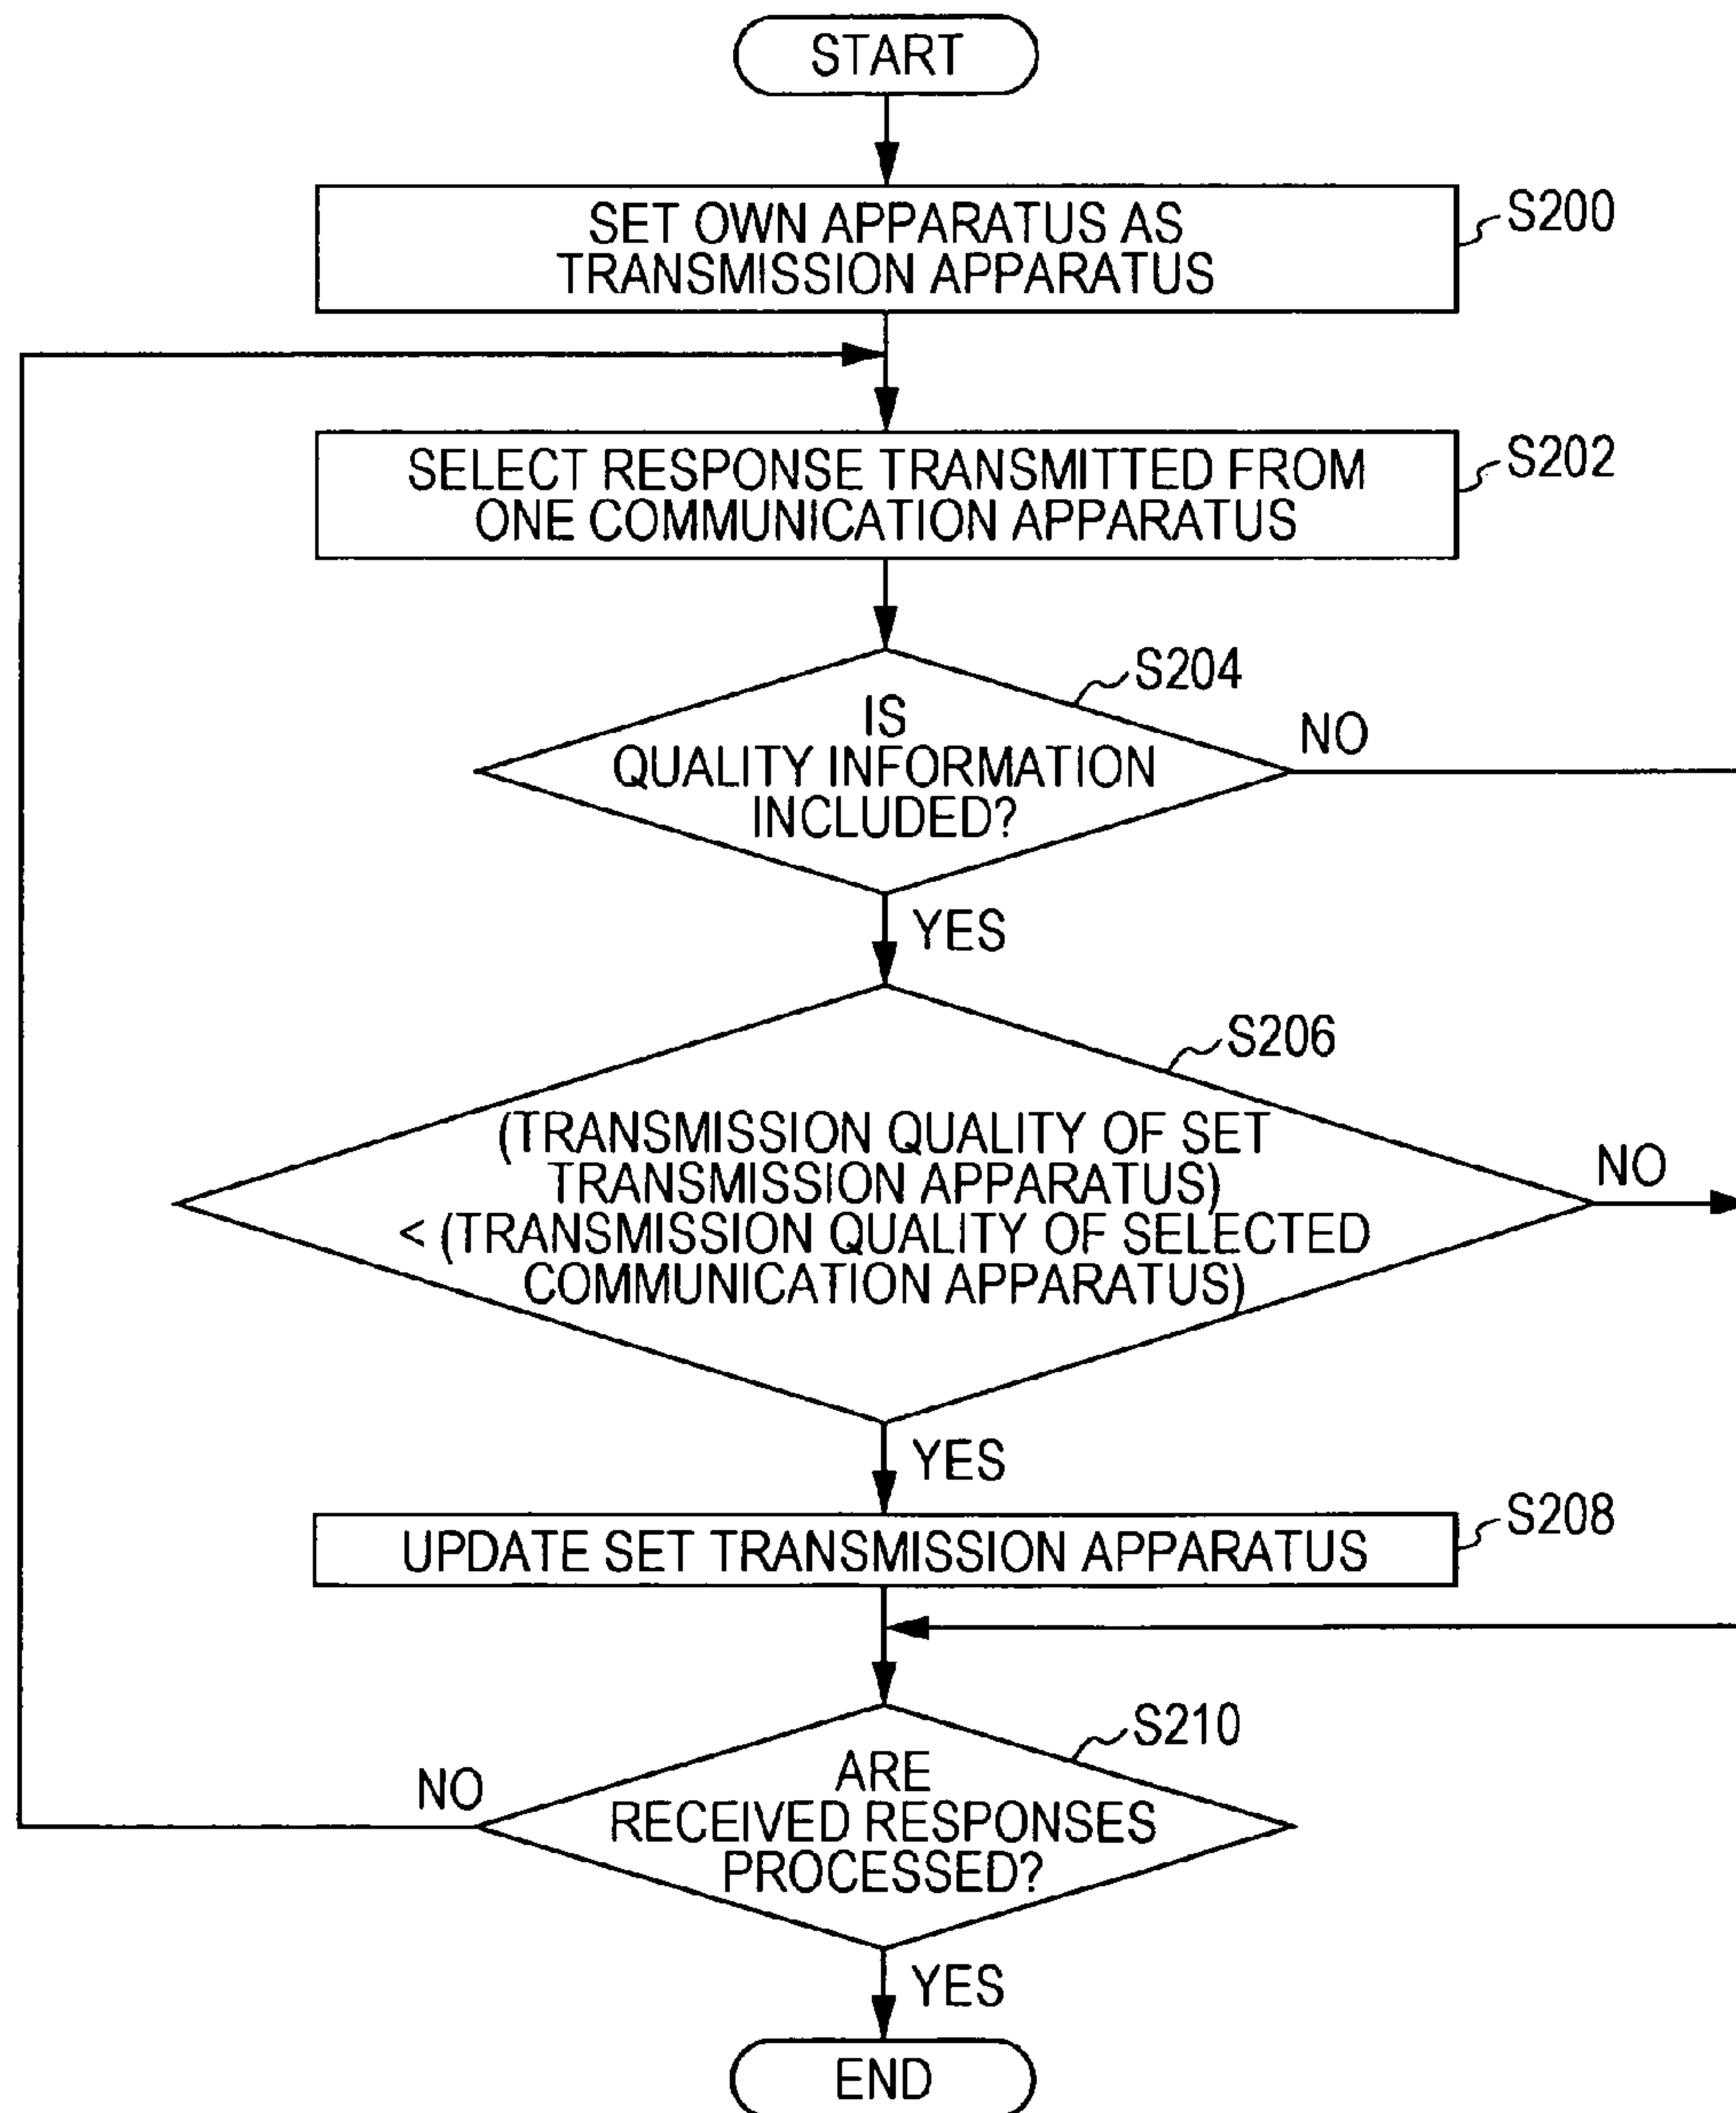 START
SET OWN APPARATUS AS
TRANSMISSION APPARATUS
S200
SELECT RESPONSE TRANSMITTED FROM
ONE COMMUNICATION APPARATUS
S202
S204
IS
QUALITY INFORMATION
INCLUDED?
NO
YES
S206
(TRANSMISSION QUALITY OF SET
TRANSMISSION APPARATUS)
< (TRANSMISSION QUALITY OF SELECTED
COMMUNICATION APPARATUS)
NO
YES
UPDATE SET TRANSMISSION APPARATUS
S208
S210
ARE
RECEIVED RESPONSES
PROCESSED?
NO
YES
END